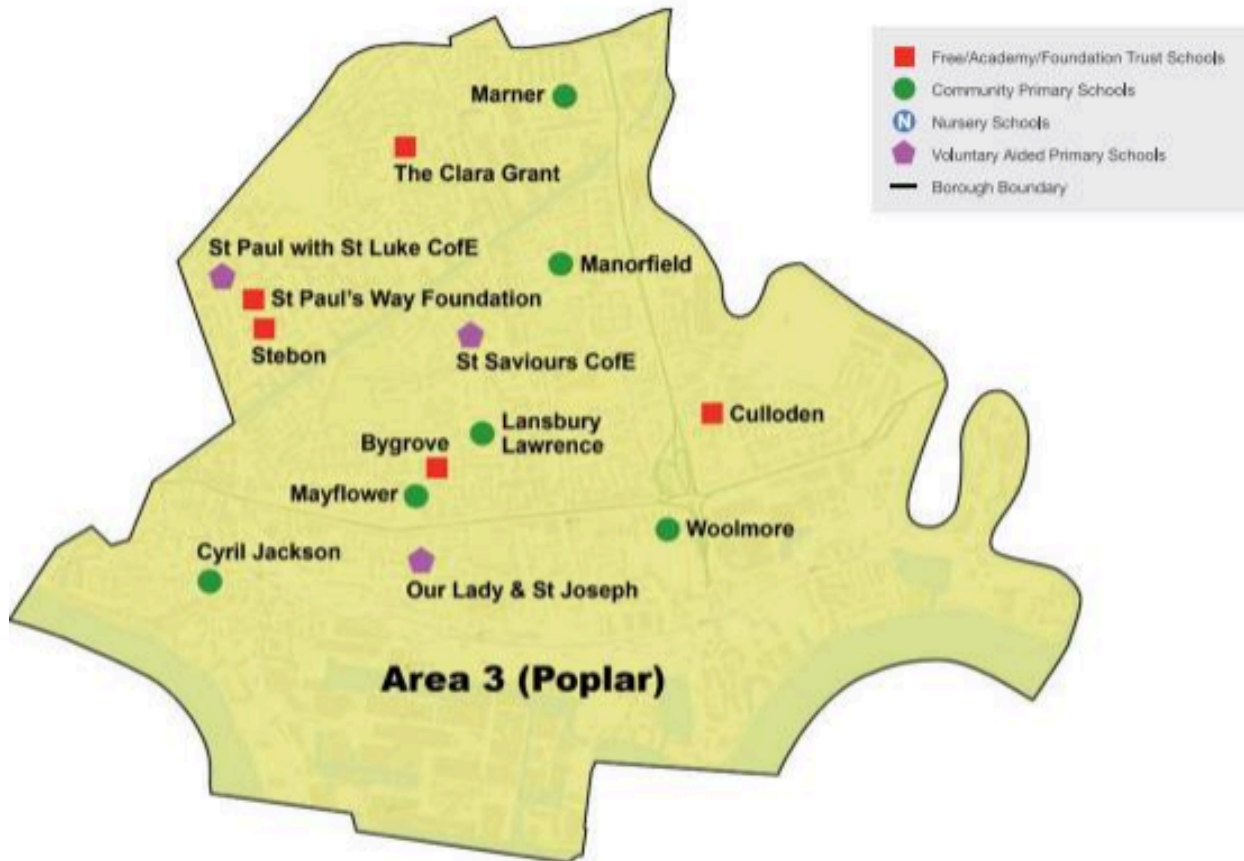 Free/Academy/Foundation Trust Schools
Community Primary Schools
N
Nursery Schools
Voluntary Aided Primary Schools
Borough Boundary
Marner
The Clara Grant
St Paul with St Luke CofE
Manorfield
St Paul's Way Foundation
Stebon
St Saviours CofE
Culloden
Lansbury
Lawrence
Bygrove
Mayflower
Woolmore
Cyril Jackson
Our Lady & St Joseph
Area 3 (Poplar)